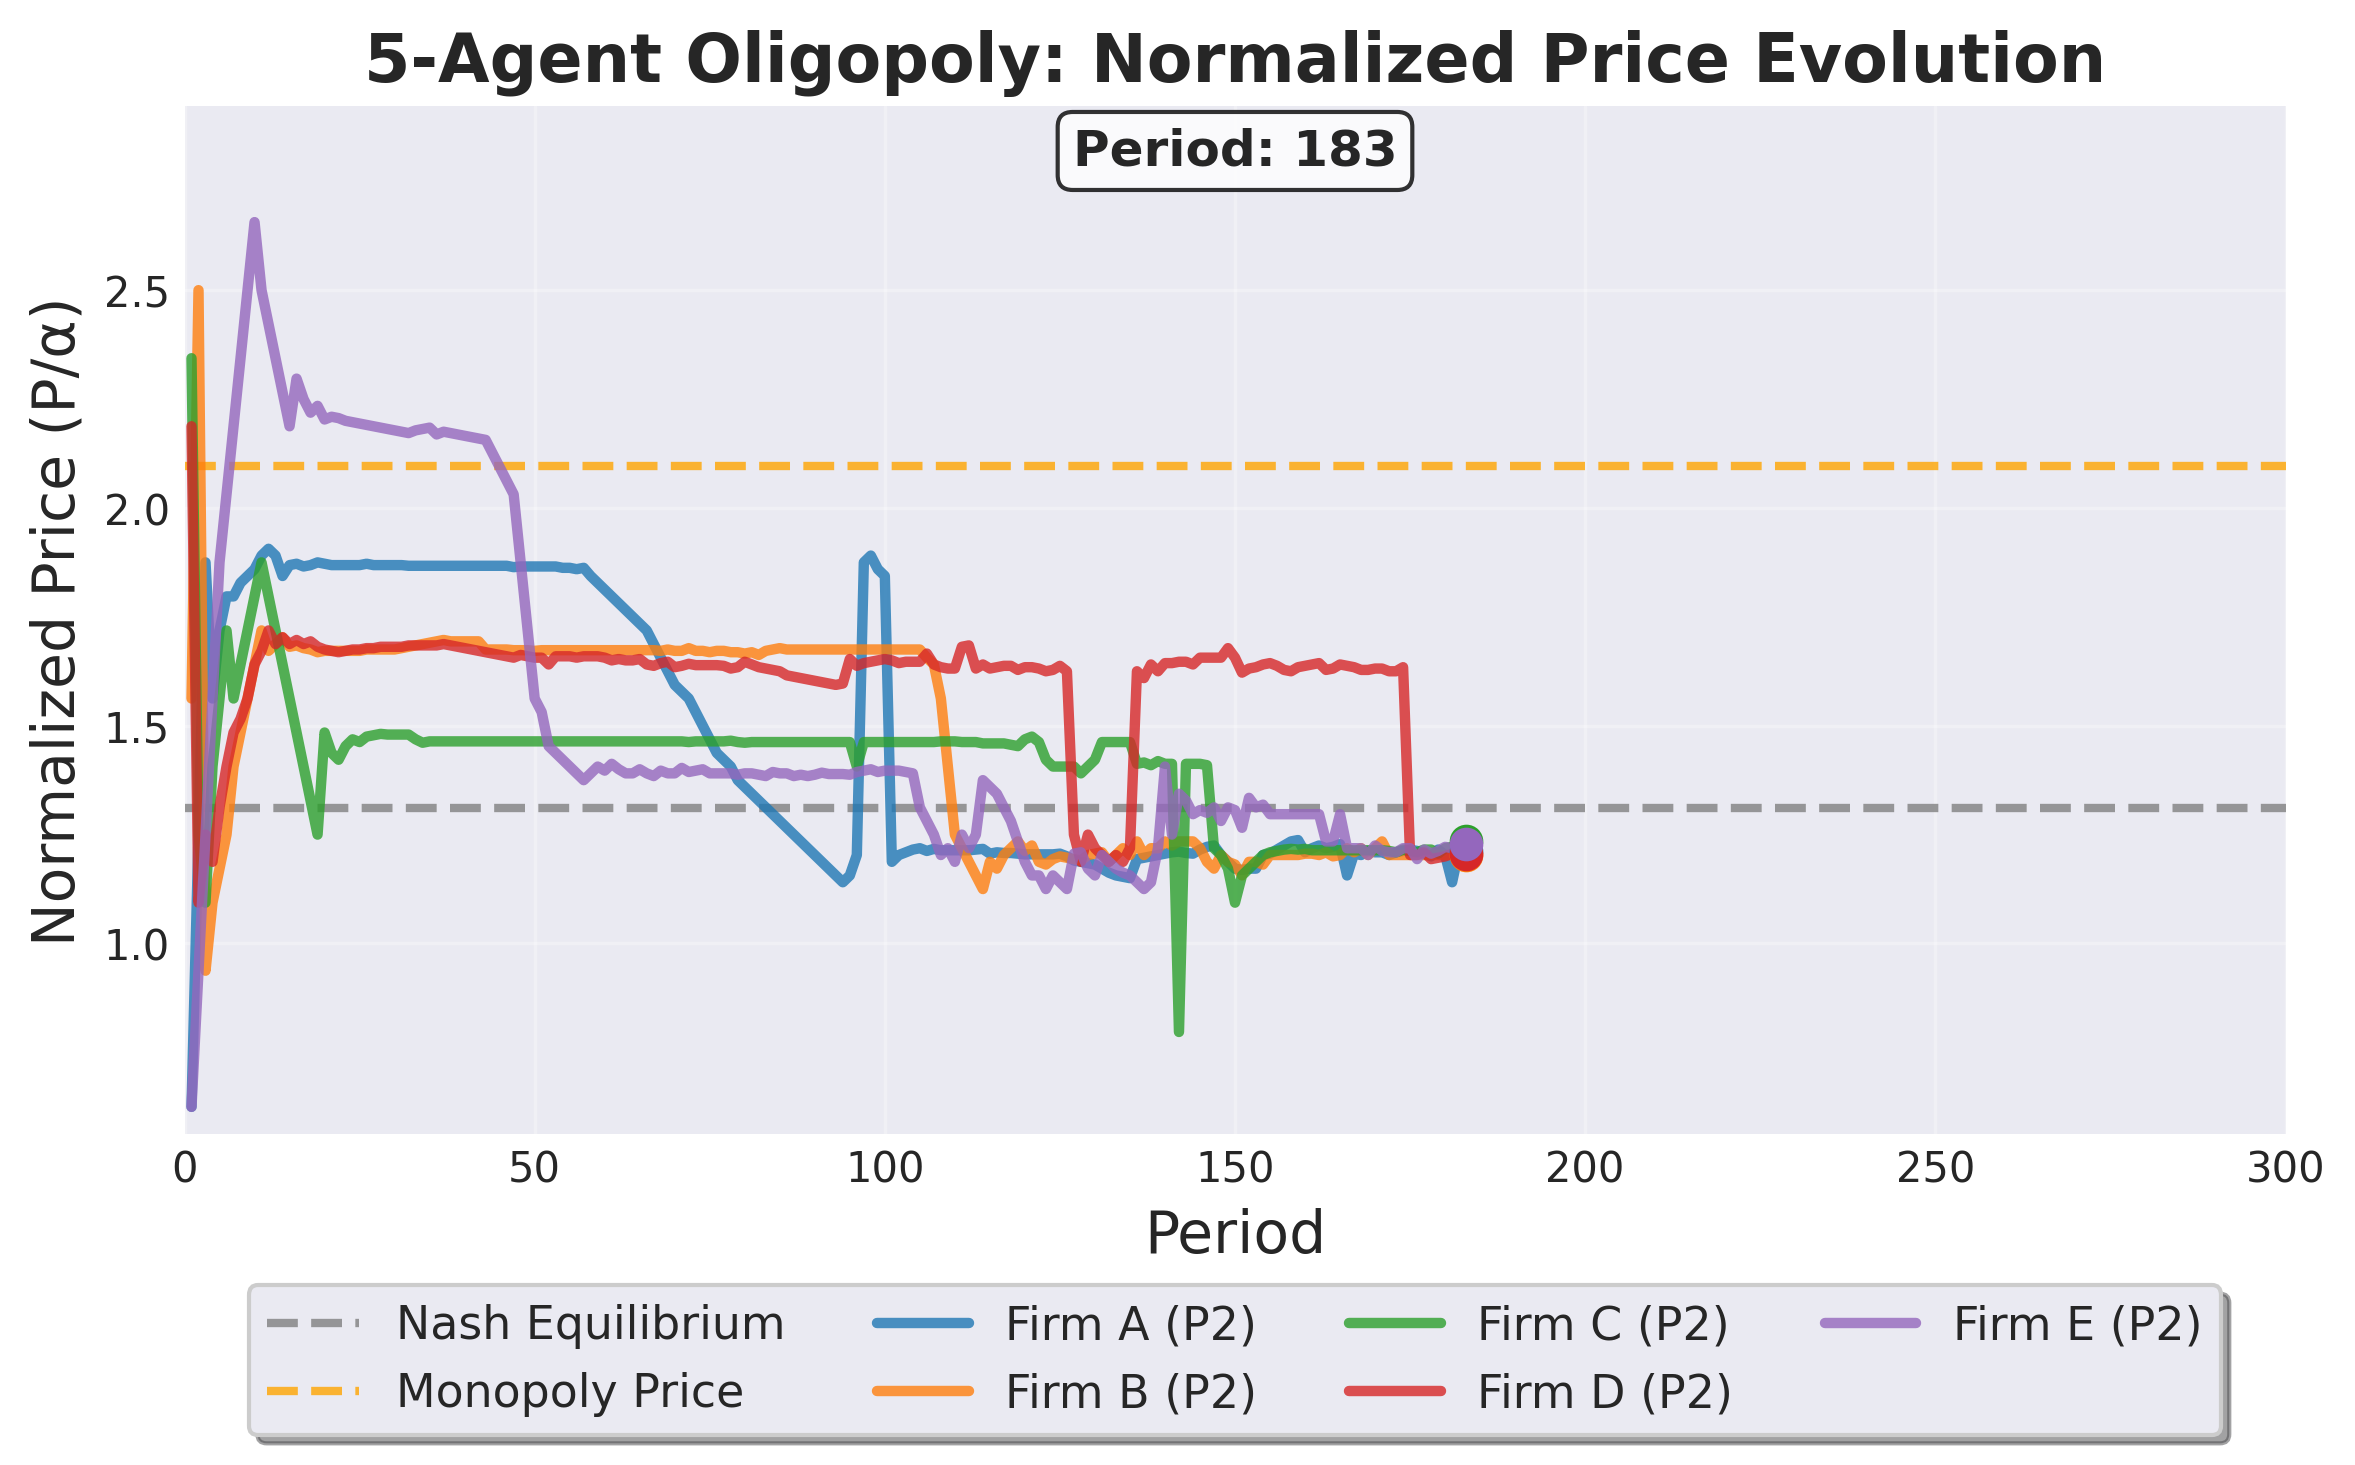 5-Agent Oligopoly: Normalized Price Evolution
Period: 183
Normalized Price (P/α)
2.5
2.0
1.5
1.0
0 50 100 150 200 250 300
Period
Nash Equilibrium Firm A (P2) Firm C (P2) Firm E (P2)
Monopoly Price Firm B (P2) Firm D (P2)